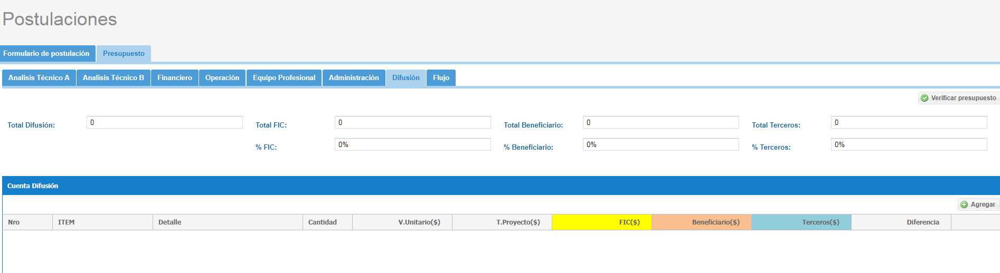 Postulaciones
Formulario de postulación Presupuesto
Analisis Técnico A Analisis Técnico B Financiero Operación Equipo Profesional Administración Difusión Flujo
Verificar presupuesto
Total Difusión: 0 Total FIC: 0 Total Beneficiario: 0 Total Terceros: 0
% FIC: 0% % Beneficiario: 0% % Terceros: 0%
Cuenta Difusión
Agregar
Nro ITEM Detalle Cantidad V.Unitario($) T.Proyecto($) FIC($) Beneficiario($) Terceros($) Diferencia